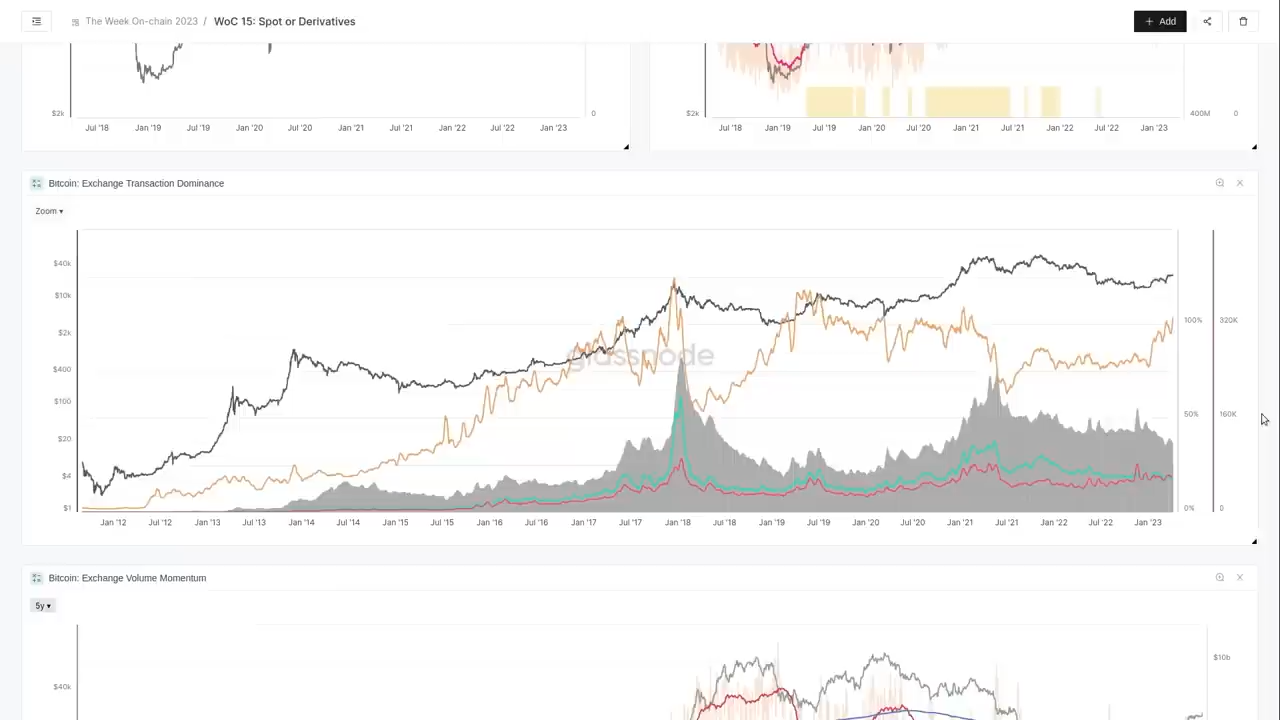 The Week On-chain 2023 / WoC 15: Spot or Derivatives
+ Add
$2k 0
Jul '18 Jan '19 Jul '19 Jan '20 Jul '20 Jan '21 Jul '21 Jan '22 Jul '22 Jan '23
$2k 400M 0
Jul '18 Jan '19 Jul '19 Jan '20 Jul '20 Jan '21 Jul '21 Jan '22 Jul '22 Jan '23
Bitcoin: Exchange Transaction Dominance
Zoom ▾
$40k
$10k
100% 320K
$2k
glassnode
$400
$100
50% 160K
$20
$4
$1 0% 0
Jan '12 Jul '12 Jan '13 Jul '13 Jan '14 Jul '14 Jan '15 Jul '15 Jan '16 Jul '16 Jan '17 Jul '17 Jan '18 Jul '18 Jan '19 Jul '19 Jan '20 Jul '20 Jan '21 Jul '21 Jan '22 Jul '22 Jan '23
Bitcoin: Exchange Volume Momentum
5y ▾
$10b
$40k